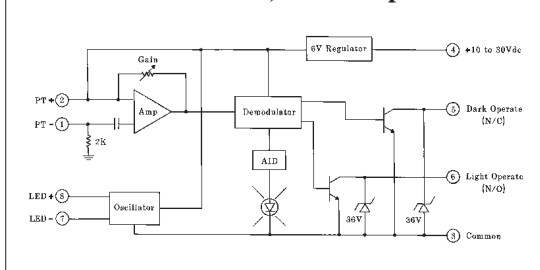 6V Regulator
4 +10 to 30Vdc
Gain
PT + 2
Amp
Demodulator
5 Dark Operate
(N/C)
PT - 1
2K
AID
6 Light Operate
(N/O)
LED + 8
Oscillator
36V
36V
LED - 7
3 Common